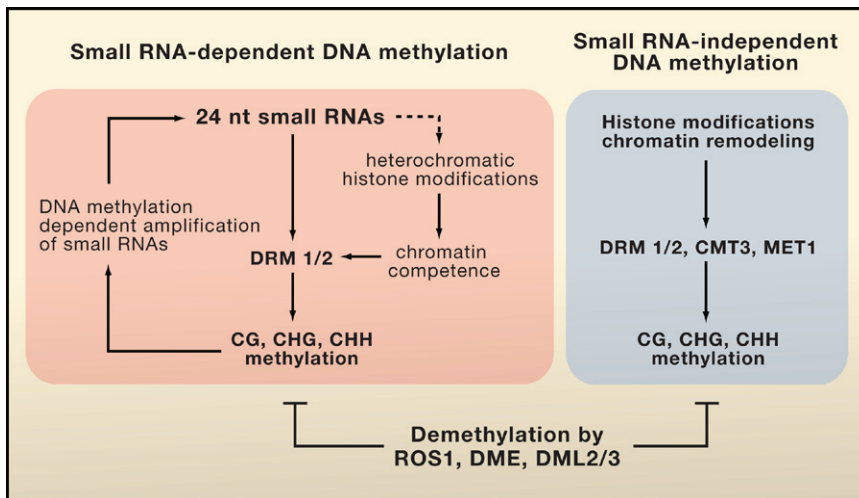 Small RNA-dependent DNA methylation
24 nt small RNAs
heterochromatic
histone modifications
DNA methylation
dependent amplification
of small RNAs
DRM 1/2
chromatin
competence
CG, CHG, CHH
methylation
Small RNA-independent
DNA methylation
Histone modifications
chromatin remodeling
DRM 1/2, CMT3, MET1
CG, CHG, CHH
methylation
Demethylation by
ROS1, DME, DML2/3